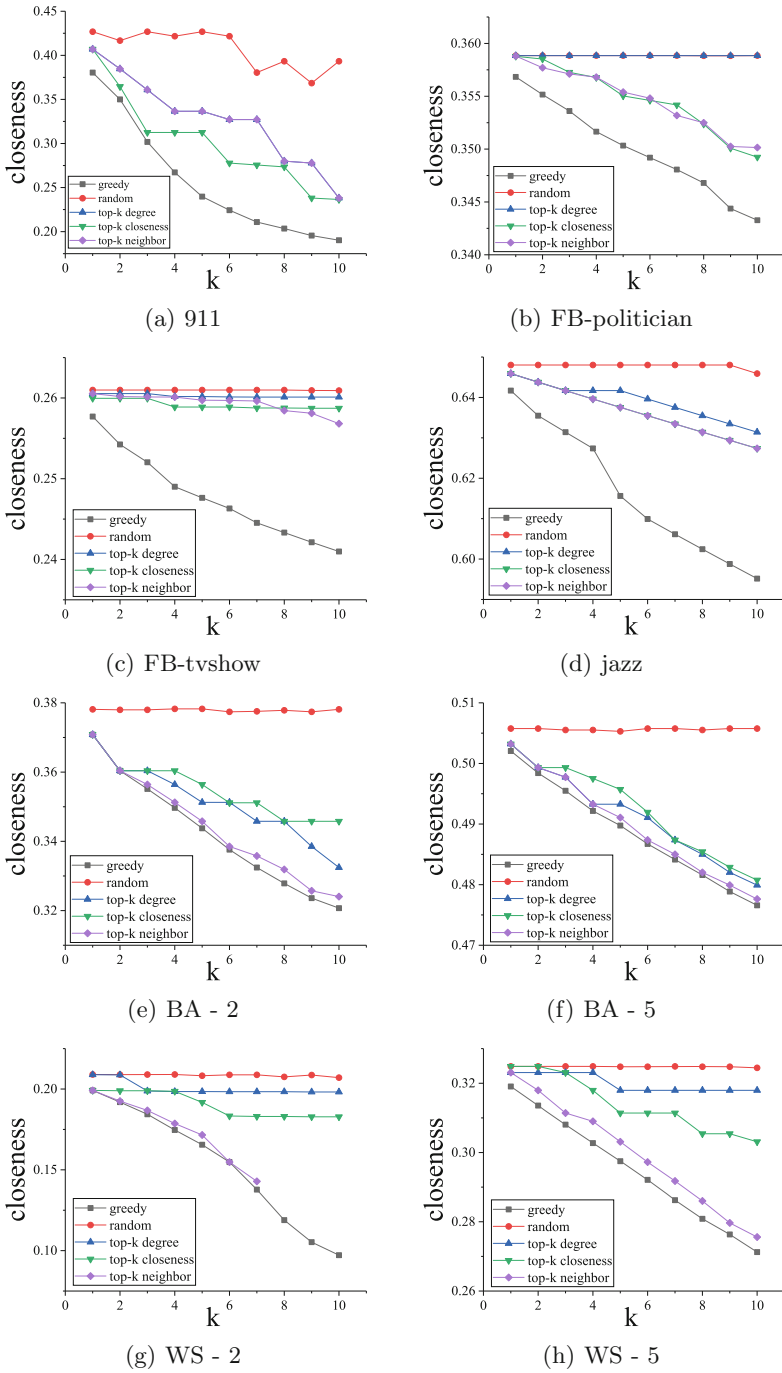 0.45
0.40
0.35
0.30
0.25
0.20
closeness
greedy
random
top-k degree
top-k closeness
top-k neighbor
0 2 4 6 8 10
k
(a) 911
0.360
0.355
0.350
0.345
0.340
closeness
greedy
random
top-k degree
top-k closeness
top-k neighbor
0 2 4 6 8 10
k
(b) FB-politician
0.26
0.25
0.24
closeness
greedy
random
top-k degree
top-k closeness
top-k neighbor
0 2 4 6 8 10
k
(c) FB-tvshow
0.64
0.62
0.60
closeness
greedy
random
top-k degree
top-k closeness
top-k neighbor
0 2 4 6 8 10
k
(d) jazz
0.38
0.36
0.34
0.32
closeness
greedy
random
top-k degree
top-k closeness
top-k neighbor
0 2 4 6 8 10
k
(e) BA - 2
0.51
0.50
0.49
0.48
0.47
closeness
greedy
random
top-k degree
top-k closeness
top-k neighbor
0 2 4 6 8 10
k
(f) BA - 5
0.20
0.15
0.10
closeness
greedy
random
top-k degree
top-k closeness
top-k neighbor
0 2 4 6 8 10
k
(g) WS - 2
0.32
0.30
0.28
0.26
closeness
greedy
random
top-k degree
top-k closeness
top-k neighbor
0 2 4 6 8 10
k
(h) WS - 5